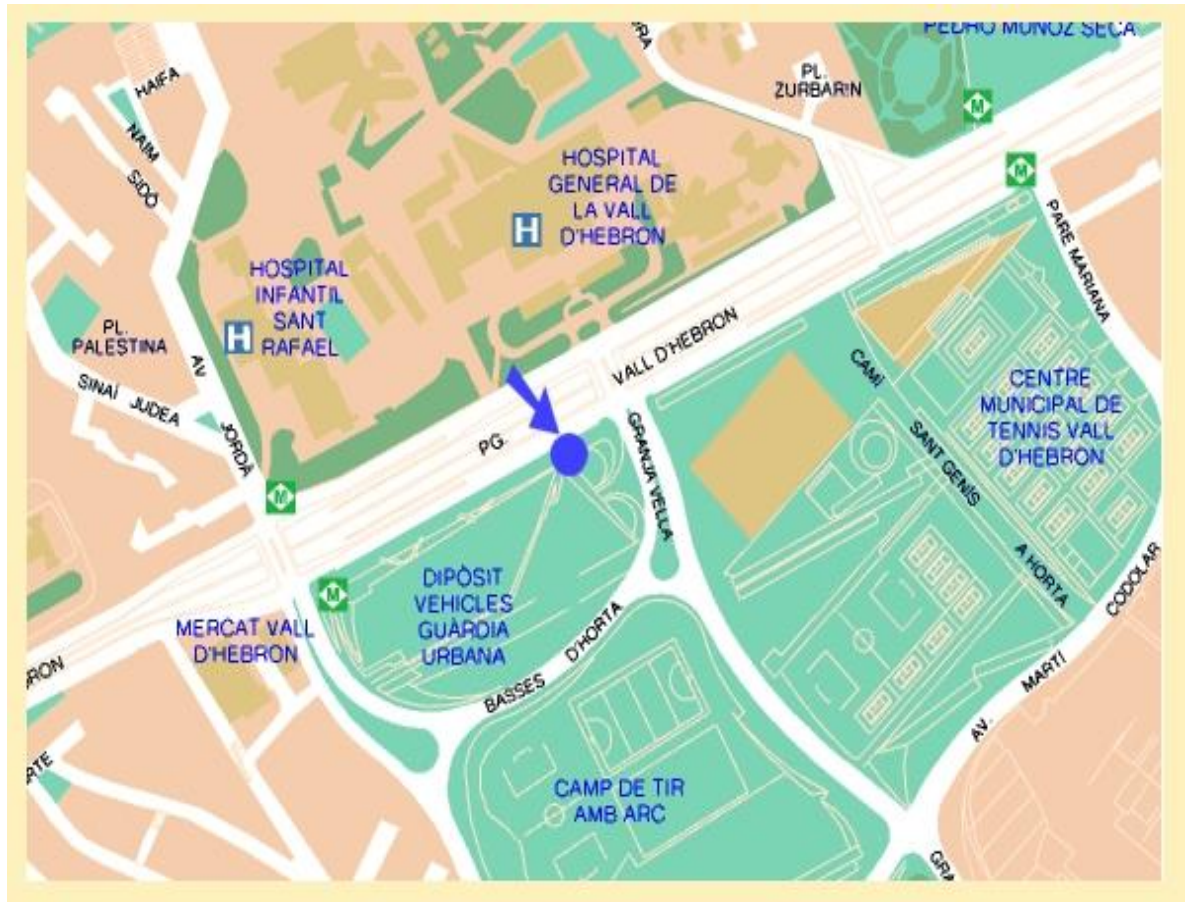 PEDRO MUÑOZ SECA
HAIFA
NAIM
SIDÓ
PL.
ZURBARIN
M
M
HOSPITAL
GENERAL DE
LA VALL
D'HEBRON
H
HOSPITAL
INFANTIL
SANT
RAFAEL
H
PARE MARIANA
PL.
PALESTINA
AV
JORDÀ
SINAÍ JUDEA
VALL D'HEBRON
PG.
CAMÍ
SANT GENÍS
A HORTA
CENTRE
MUNICIPAL DE
TENNIS VALL
D'HEBRON
GRANJA VELLA
M
M
DIPÒSIT
VEHICLES
GUÀRDIA
URBANA
MERCAT VALL
D'HEBRON
BASSES D'HORTA
AV. MARTÍ CODOLAR
CAMP DE TIR
AMB ARC